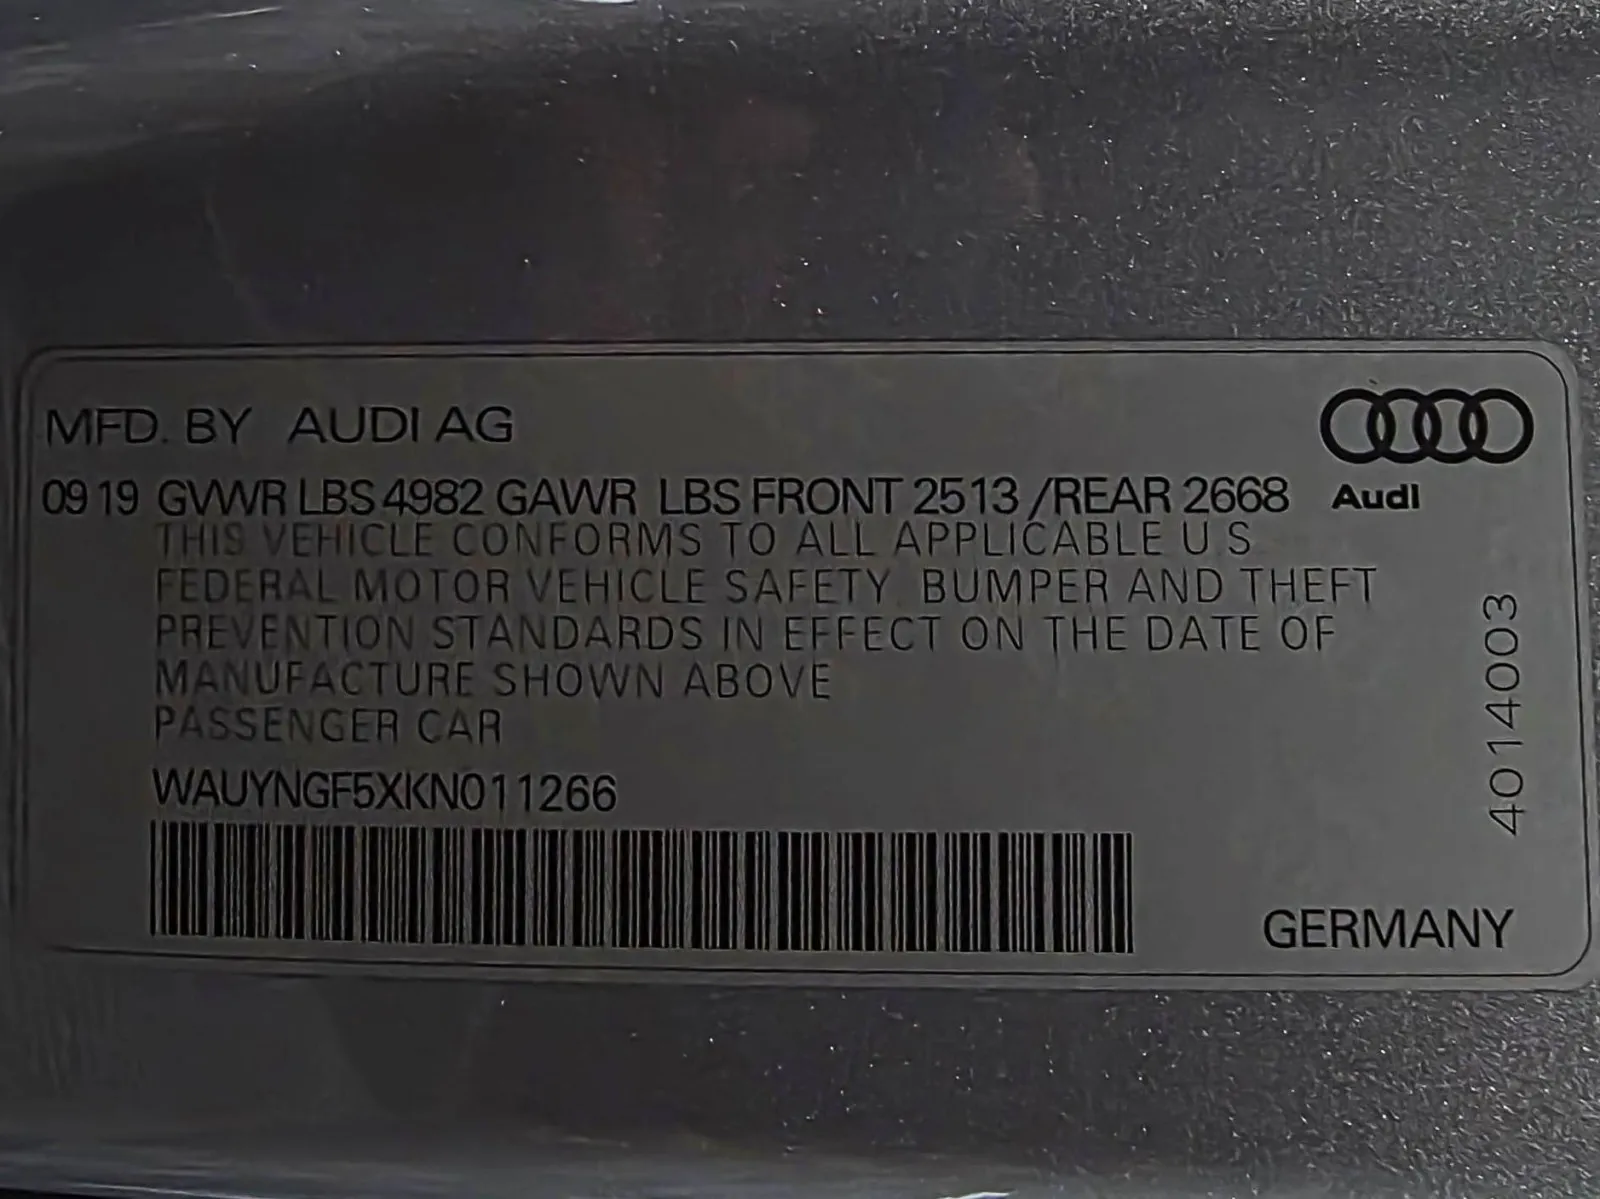 MFD. BY AUDI AG
09 19 GVWR LBS 4982 GAWR LBS FRONT 2513 /REAR 2668
Audi
THIS VEHICLE CONFORMS TO ALL APPLICABLE U S
FEDERAL MOTOR VEHICLE SAFETY BUMPER AND THEFT
PREVENTION STANDARDS IN EFFECT ON THE DATE OF
MANUFACTURE SHOWN ABOVE
PASSENGER CAR
WAUYNGF5XKN011266
4014003
GERMANY